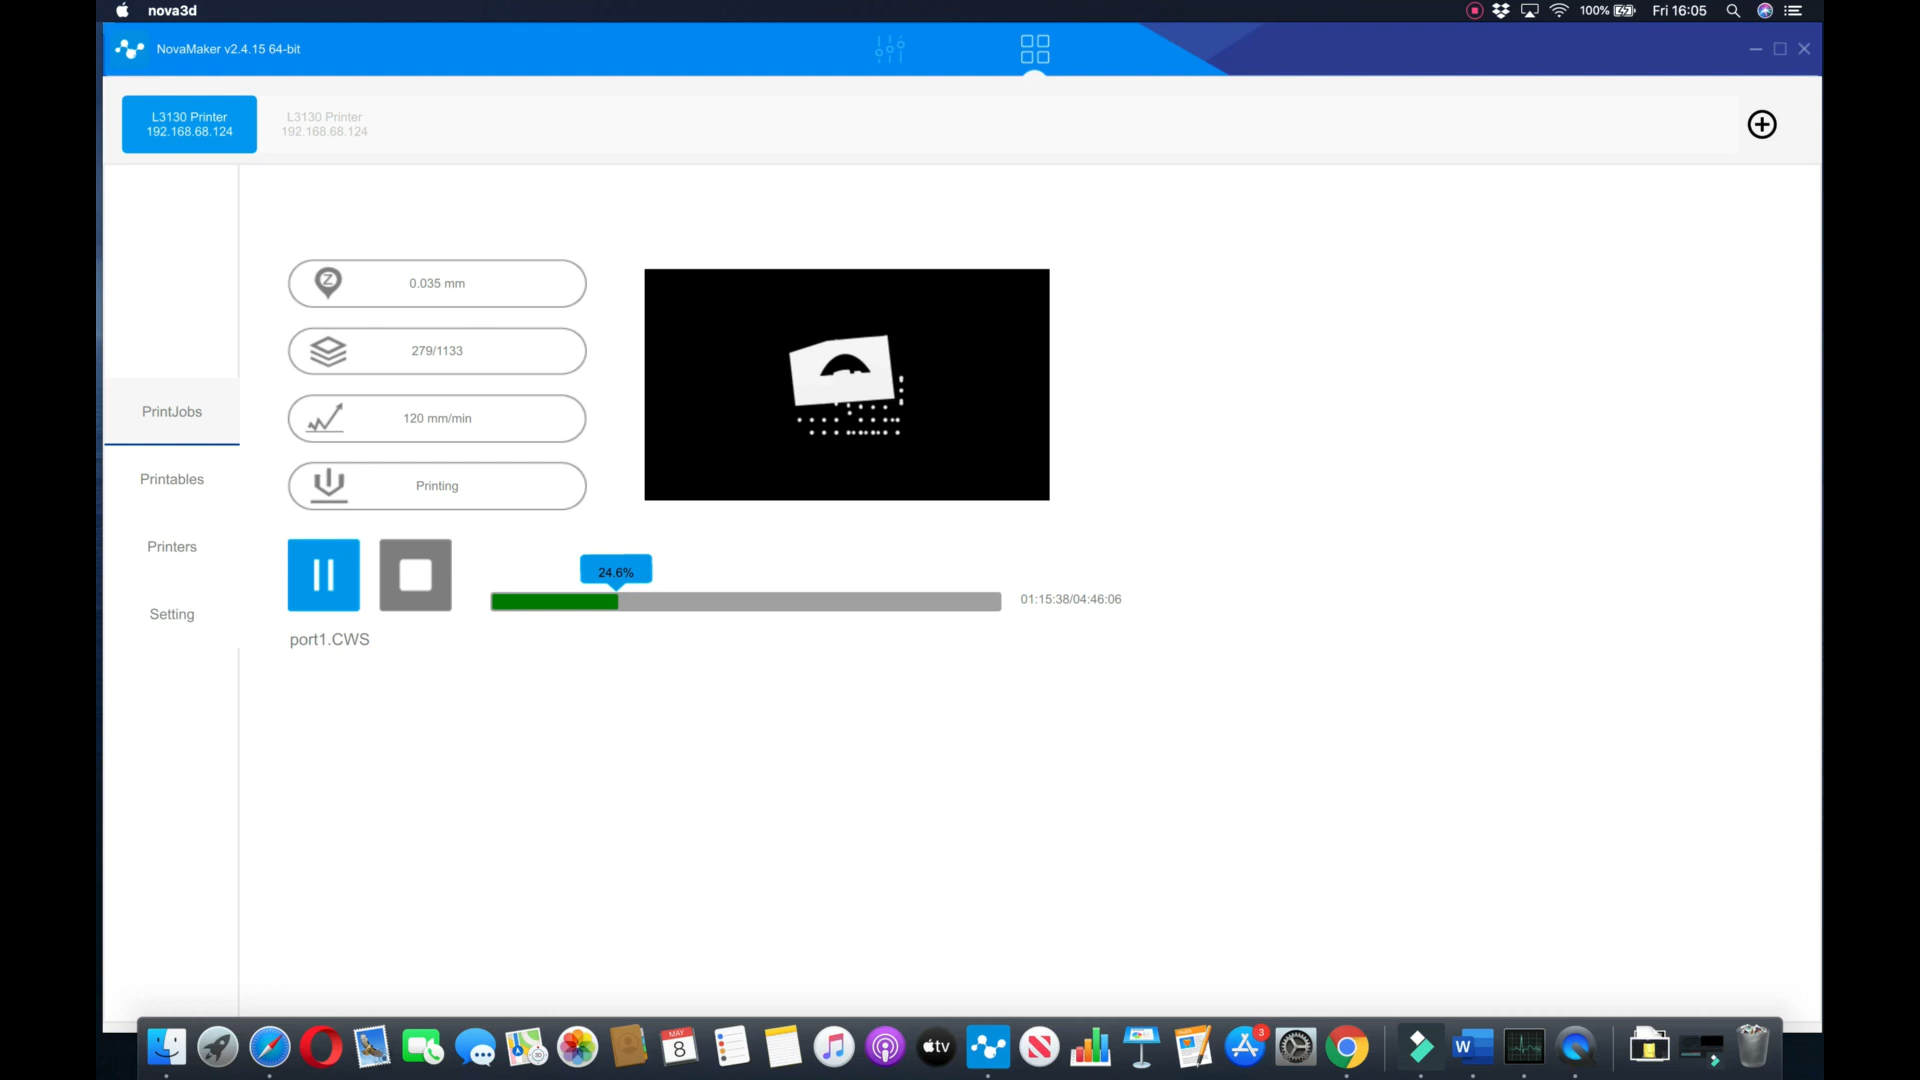 nova3d
100%
Fri 16:05
NovaMaker v2.4.15 64-bit
L3130 Printer
192.168.68.124
L3130 Printer
192.168.68.124
Z
0.035 mm
279/1133
PrintJobs
120 mm/min
Printables
Printing
Printers
24.6%
01:15:38/04:46:06
Setting
port1.CWS
3D
MAY
8
tv
3
W